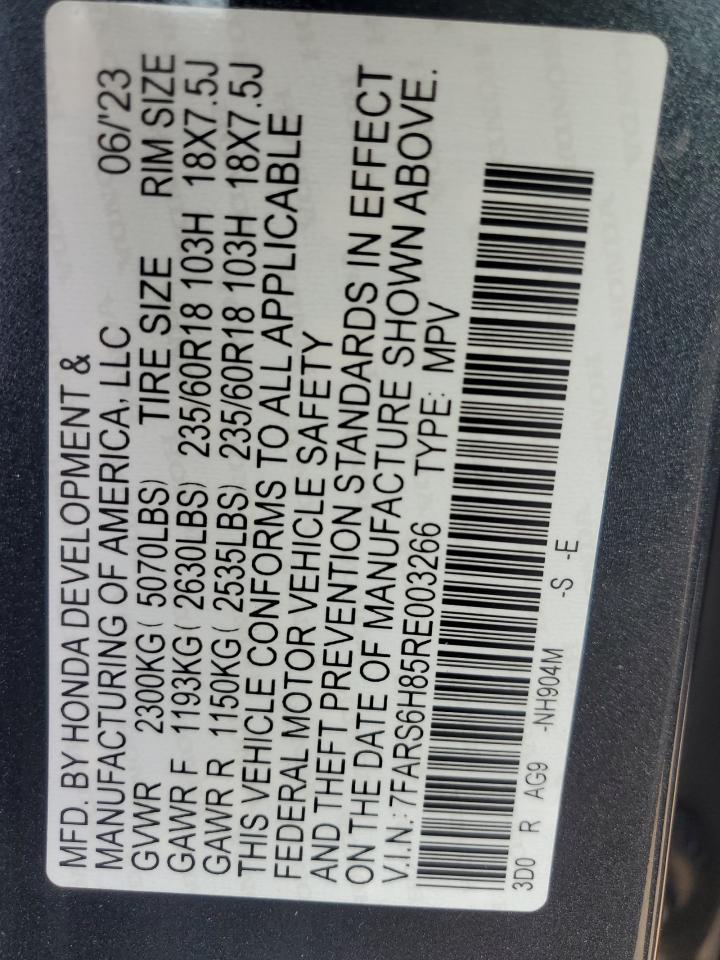 MFD. BY HONDA DEVELOPMENT &
MANUFACTURING OF AMERICA, LLC 06/'23
GVWR 2300KG( 5070LBS) TIRE SIZE RIM SIZE
GAWR F 1193KG( 2630LBS) 235/60R18 103H 18X7.5J
GAWR R 1150KG( 2535LBS) 235/60R18 103H 18X7.5J
THIS VEHICLE CONFORMS TO ALL APPLICABLE
FEDERAL MOTOR VEHICLE SAFETY
AND THEFT PREVENTION STANDARDS IN EFFECT
ON THE DATE OF MANUFACTURE SHOWN ABOVE.
V.I.N.: 7FARS6H85RE003266 TYPE: MPV
3D0 R AG9 -NH904M -S -E